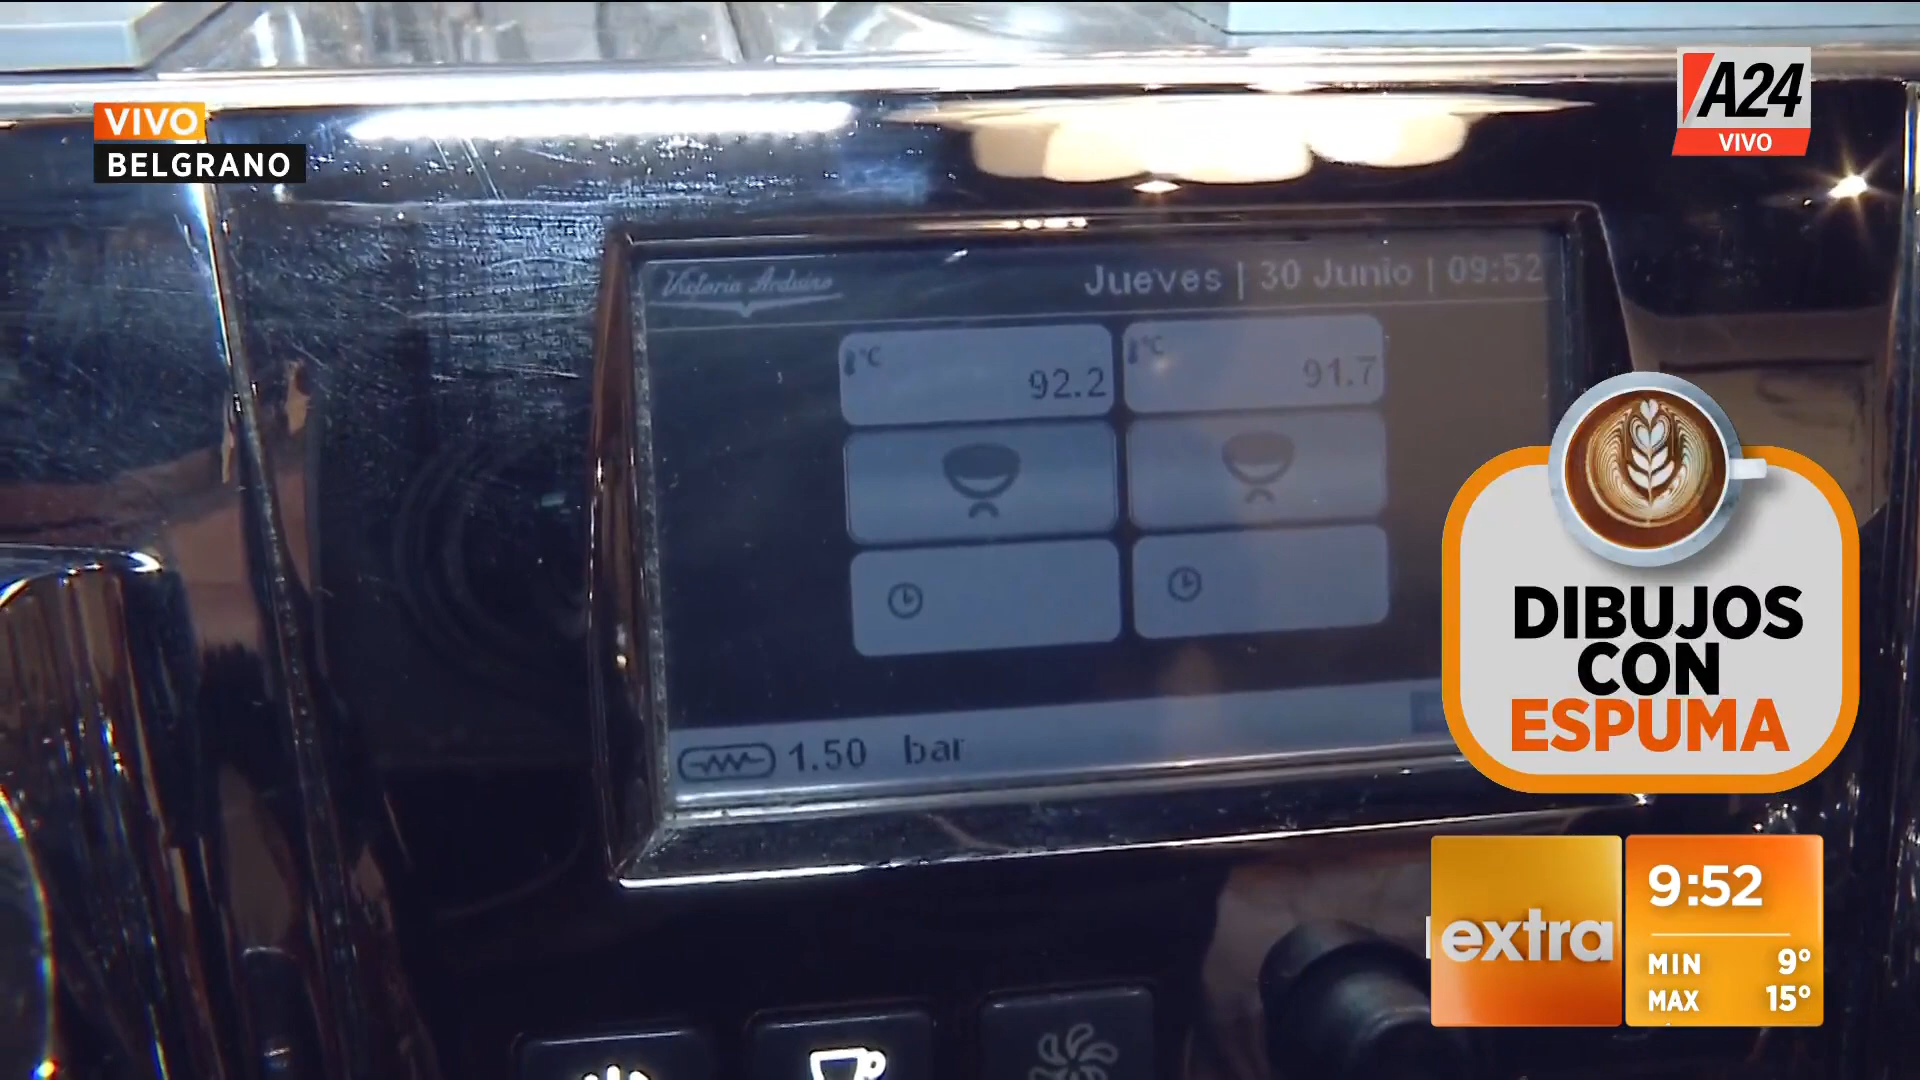 VIVO
BELGRANO
A24
VIVO
Victoria Arduino
Jueves | 30 Junio | 09:52
°C
92.2
°C
91.7
1.50 bar
DIBUJOS
CON
ESPUMA
extra
9:52
MIN 9°
MAX 15°